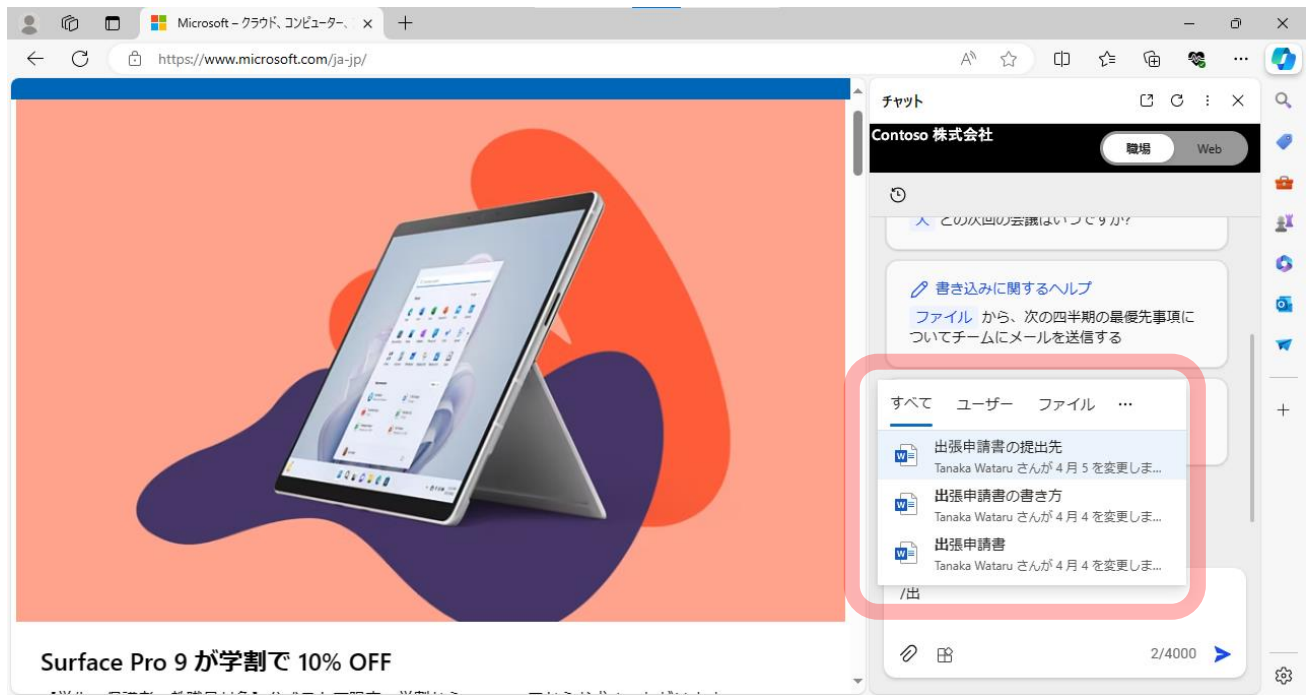 Microsoft – クラウド、コンピューター、
https://www.microsoft.com/ja-jp/
チャット
Contoso 株式会社
職場 Web
人 との次回の会議はいつですか?
書き込みに関するヘルプ
ファイル から、次の四半期の最優先事項に
ついてチームにメールを送信する
すべて ユーザー ファイル ...
出張申請書の提出先
Tanaka Wataru さんが 4 月 5 を変更しま...
出張申請書の書き方
Tanaka Wataru さんが 4 月 4 を変更しま...
出張申請書
Tanaka Wataru さんが 4 月 4 を変更しま...
/出
2/4000
Surface Pro 9 が学割で 10% OFF